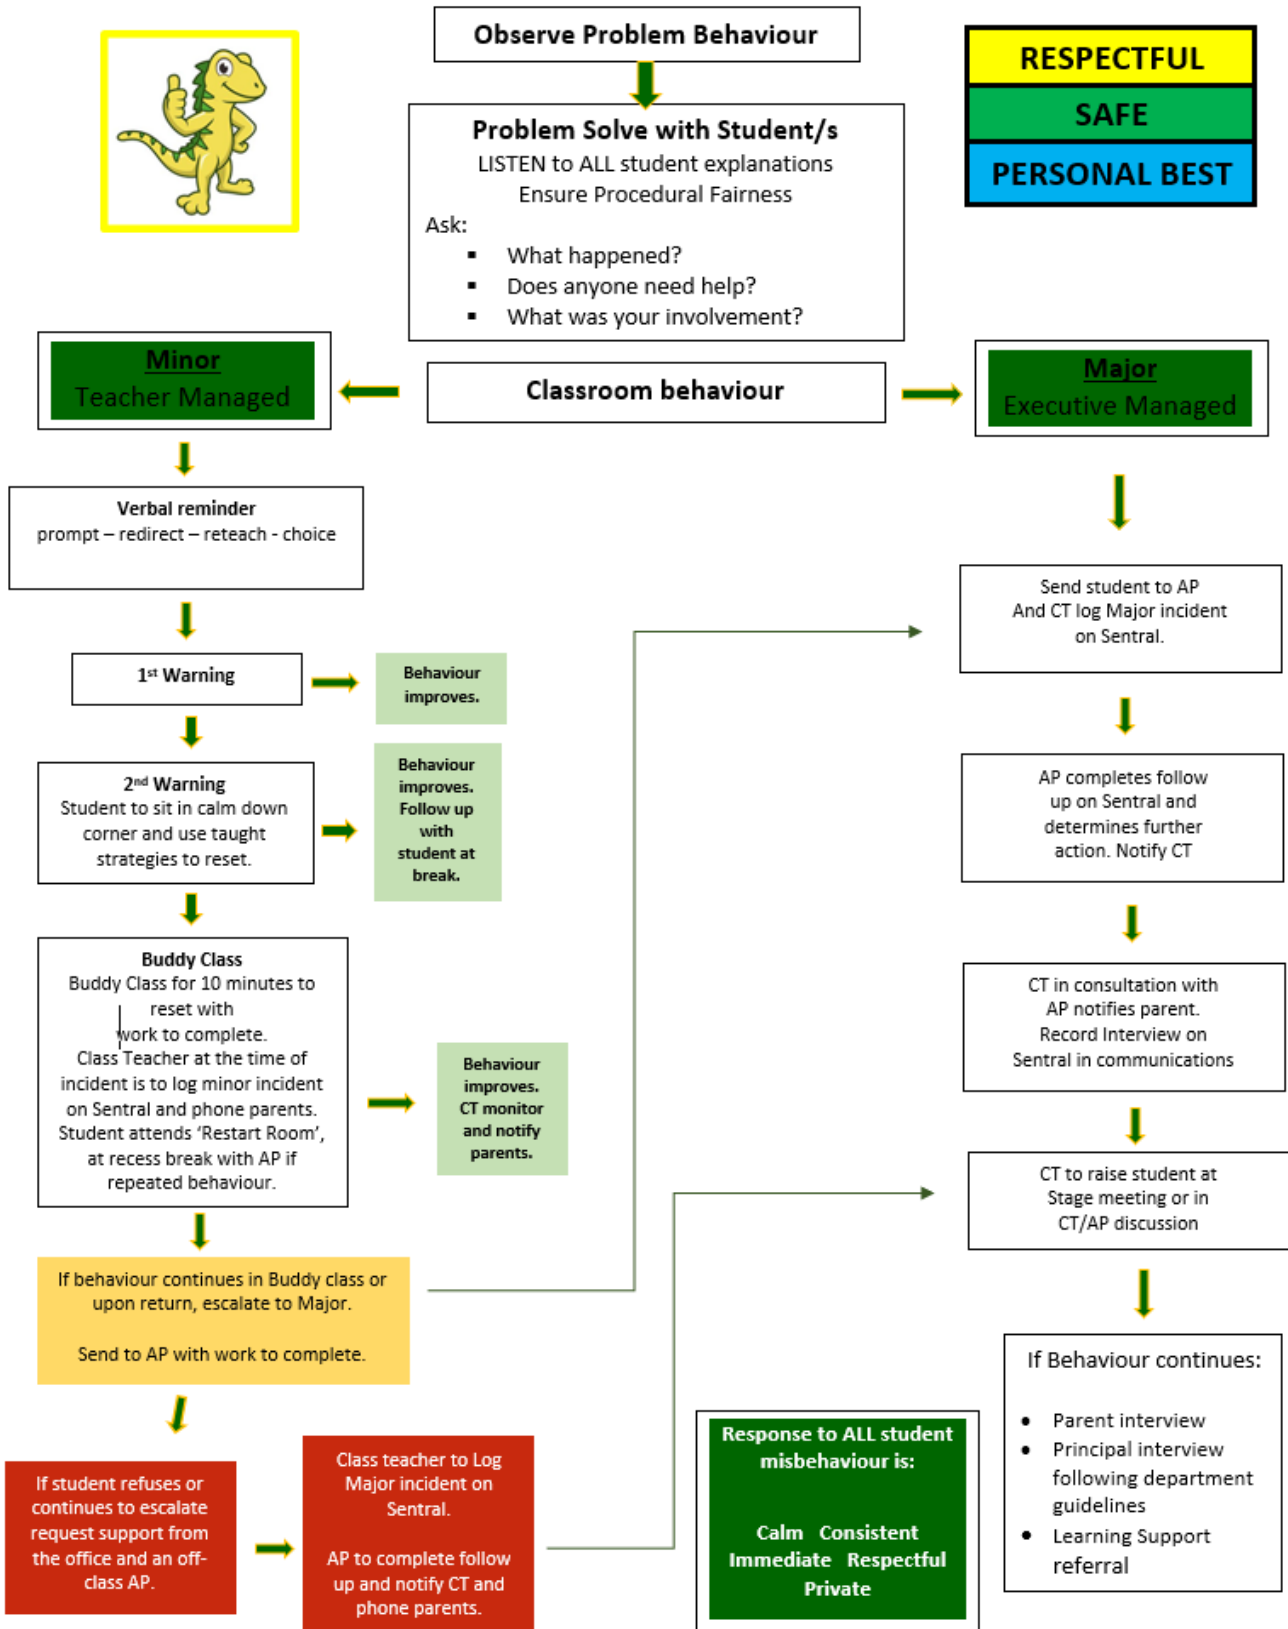 Observe Problem Behaviour
RESPECTFUL
SAFE
PERSONAL BEST
Problem Solve with Student/s
LISTEN to ALL student explanations
Ensure Procedural Fairness
Ask:
▪ What happened?
▪ Does anyone need help?
▪ What was your involvement?
Minor
Teacher Managed
Classroom behaviour
Major
Executive Managed
Verbal reminder
prompt – redirect – reteach - choice
1st Warning
Behaviour
improves.
2nd Warning
Student to sit in calm down
corner and use taught
strategies to reset.
Behaviour
improves.
Follow up
with
student at
break.
Buddy Class
Buddy Class for 10 minutes to
reset with
work to complete.
Class Teacher at the time of
incident is to log minor incident
on Sentral and phone parents.
Student attends ‘Restart Room’,
at recess break with AP if
repeated behaviour.
Behaviour
improves.
CT monitor
and notify
parents.
If behaviour continues in Buddy class or
upon return, escalate to Major.
Send to AP with work to complete.
If student refuses or
continues to escalate
request support from
the office and an off-
class AP.
Class teacher to Log
Major incident on
Sentral.
AP to complete follow
up and notify CT and
phone parents.
Send student to AP
And CT log Major incident
on Sentral.
AP completes follow
up on Sentral and
determines further
action. Notify CT
CT in consultation with
AP notifies parent.
Record Interview on
Sentral in communications
CT to raise student at
Stage meeting or in
CT/AP discussion
If Behaviour continues:
• Parent interview
• Principal interview
following department
guidelines
• Learning Support
referral
Response to ALL student
misbehaviour is:
Calm Consistent
Immediate Respectful
Private